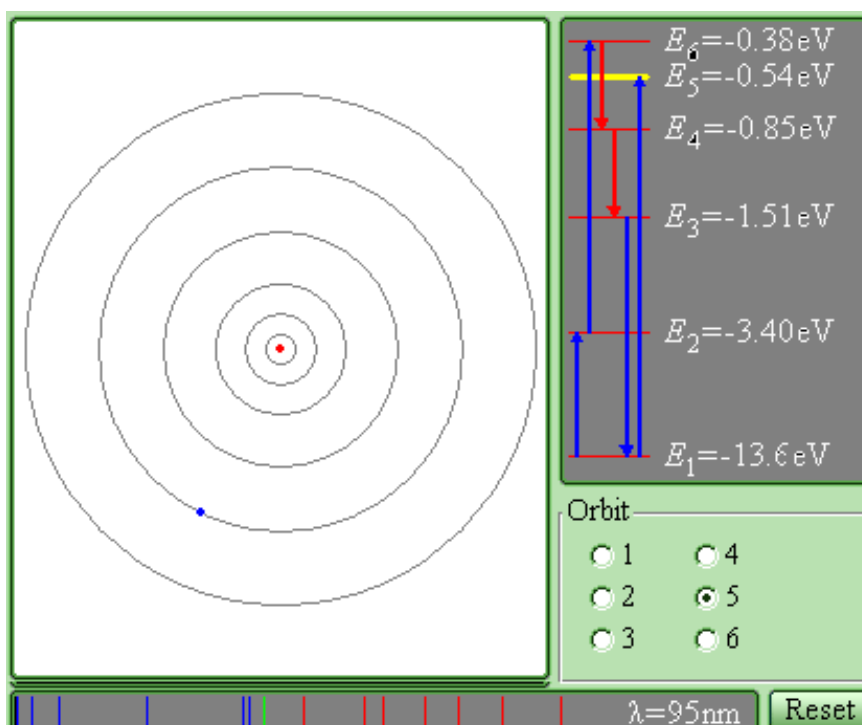 E6=-0.38eV
E5=-0.54eV
E4=-0.85eV
E3=-1.51eV
E2=-3.40eV
E1=-13.6eV
Orbit
1 4
2 5
3 6
λ=95nm Reset